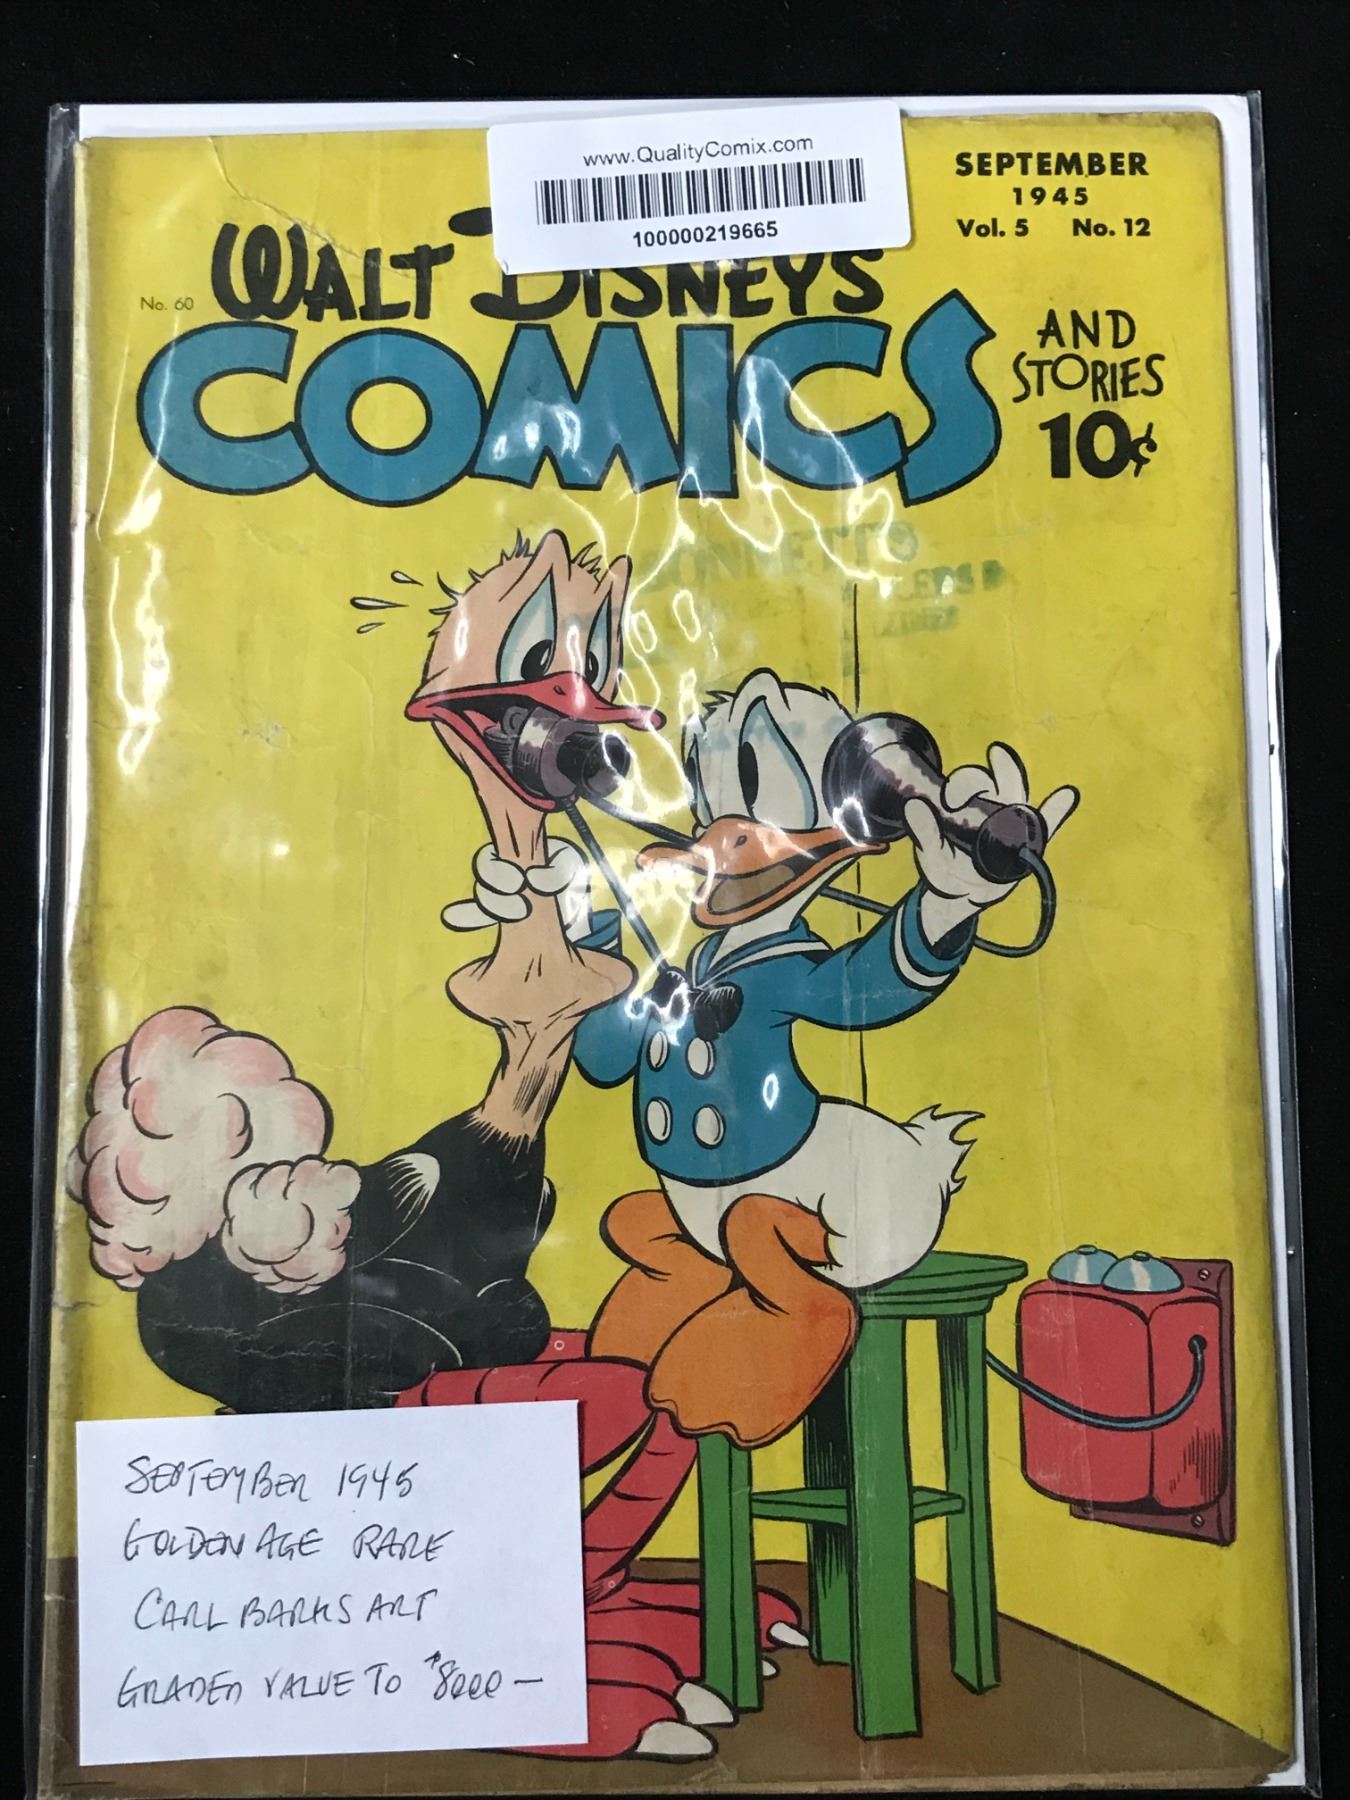 www.QualityComix.com
100000219665
SEPTEMBER
1945
Vol. 5 No. 12
No. 60
WALT DISNEY'S
COMICS
AND
STORIES
10¢
SEPTEMBER 1945
GOLDEN AGE RARE
CARL BARKS ART
GRADED VALUE TO $8000 —